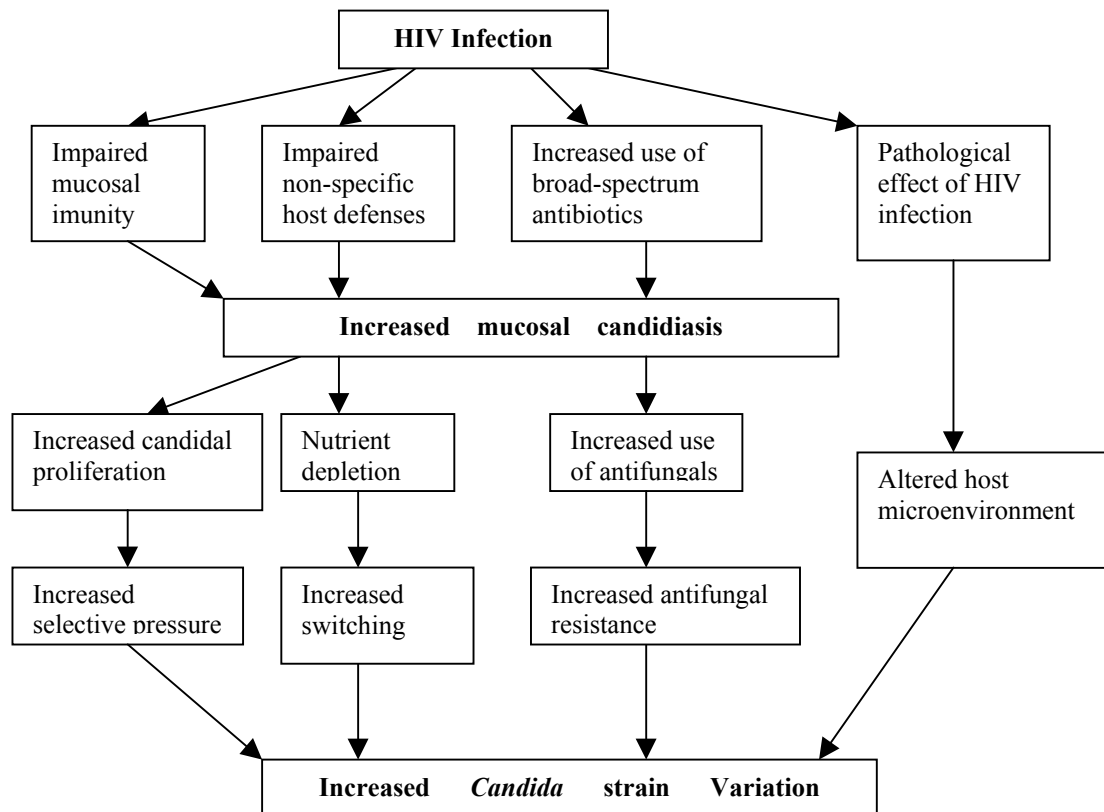 HIV Infection
Impaired
mucosal
imunity
Impaired
non-specific
host defenses
Increased use of
broad-spectrum
antibiotics
Pathological
effect of HIV
infection
Increased mucosal candidiasis
Increased candidal
proliferation
Nutrient
depletion
Increased use
of antifungals
Altered host
microenvironment
Increased
selective pressure
Increased
switching
Increased antifungal
resistance
Increased Candida strain Variation